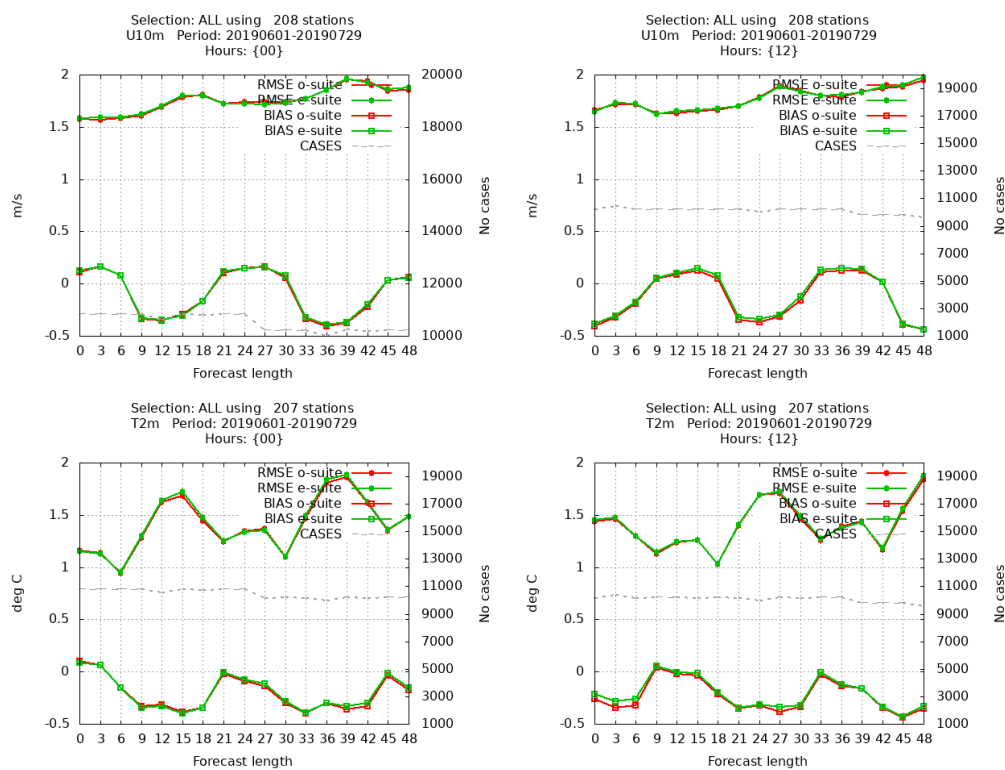 Selection: ALL using   208 stations
U10m   Period: 20190601-20190729
Hours: {00}
RMSE o-suite
RMSE e-suite
BIAS o-suite
BIAS e-suite
CASES
2
1.5
1
0.5
0
-0.5
m/s
20000
18000
16000
14000
12000
10000
No cases
0 3 6 9 12 15 18 21 24 27 30 33 36 39 42 45 48
Forecast length
Selection: ALL using   208 stations
U10m   Period: 20190601-20190729
Hours: {12}
RMSE o-suite
RMSE e-suite
BIAS o-suite
BIAS e-suite
CASES
2
1.5
1
0.5
0
-0.5
m/s
19000
17000
15000
13000
11000
9000
7000
5000
3000
1000
No cases
0 3 6 9 12 15 18 21 24 27 30 33 36 39 42 45 48
Forecast length
Selection: ALL using   207 stations
T2m   Period: 20190601-20190729
Hours: {00}
RMSE o-suite
RMSE e-suite
BIAS o-suite
BIAS e-suite
CASES
2
1.5
1
0.5
0
-0.5
deg C
19000
17000
15000
13000
11000
9000
7000
5000
3000
1000
No cases
0 3 6 9 12 15 18 21 24 27 30 33 36 39 42 45 48
Forecast length
Selection: ALL using   207 stations
T2m   Period: 20190601-20190729
Hours: {12}
RMSE o-suite
RMSE e-suite
BIAS o-suite
BIAS e-suite
CASES
2
1.5
1
0.5
0
-0.5
deg C
19000
17000
15000
13000
11000
9000
7000
5000
3000
1000
No cases
0 3 6 9 12 15 18 21 24 27 30 33 36 39 42 45 48
Forecast length